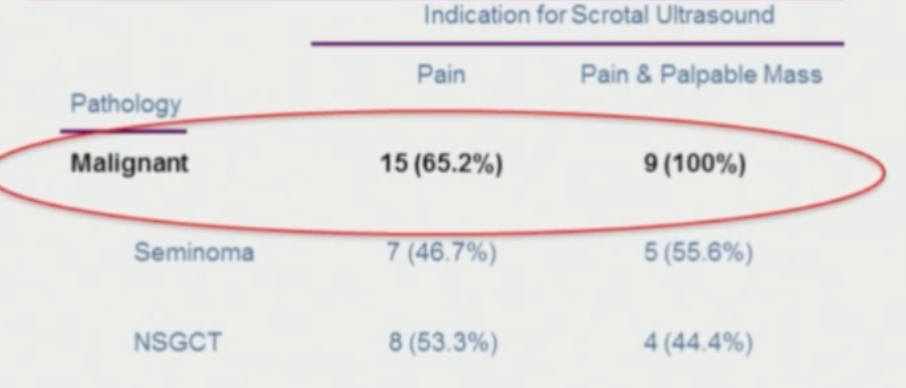 Indication for Scrotal Ultrasound
Pain Pain & Palpable Mass
Pathology
Malignant 15 (65.2%) 9 (100%)
Seminoma 7 (46.7%) 5 (55.6%)
NSGCT 8 (53.3%) 4 (44.4%)